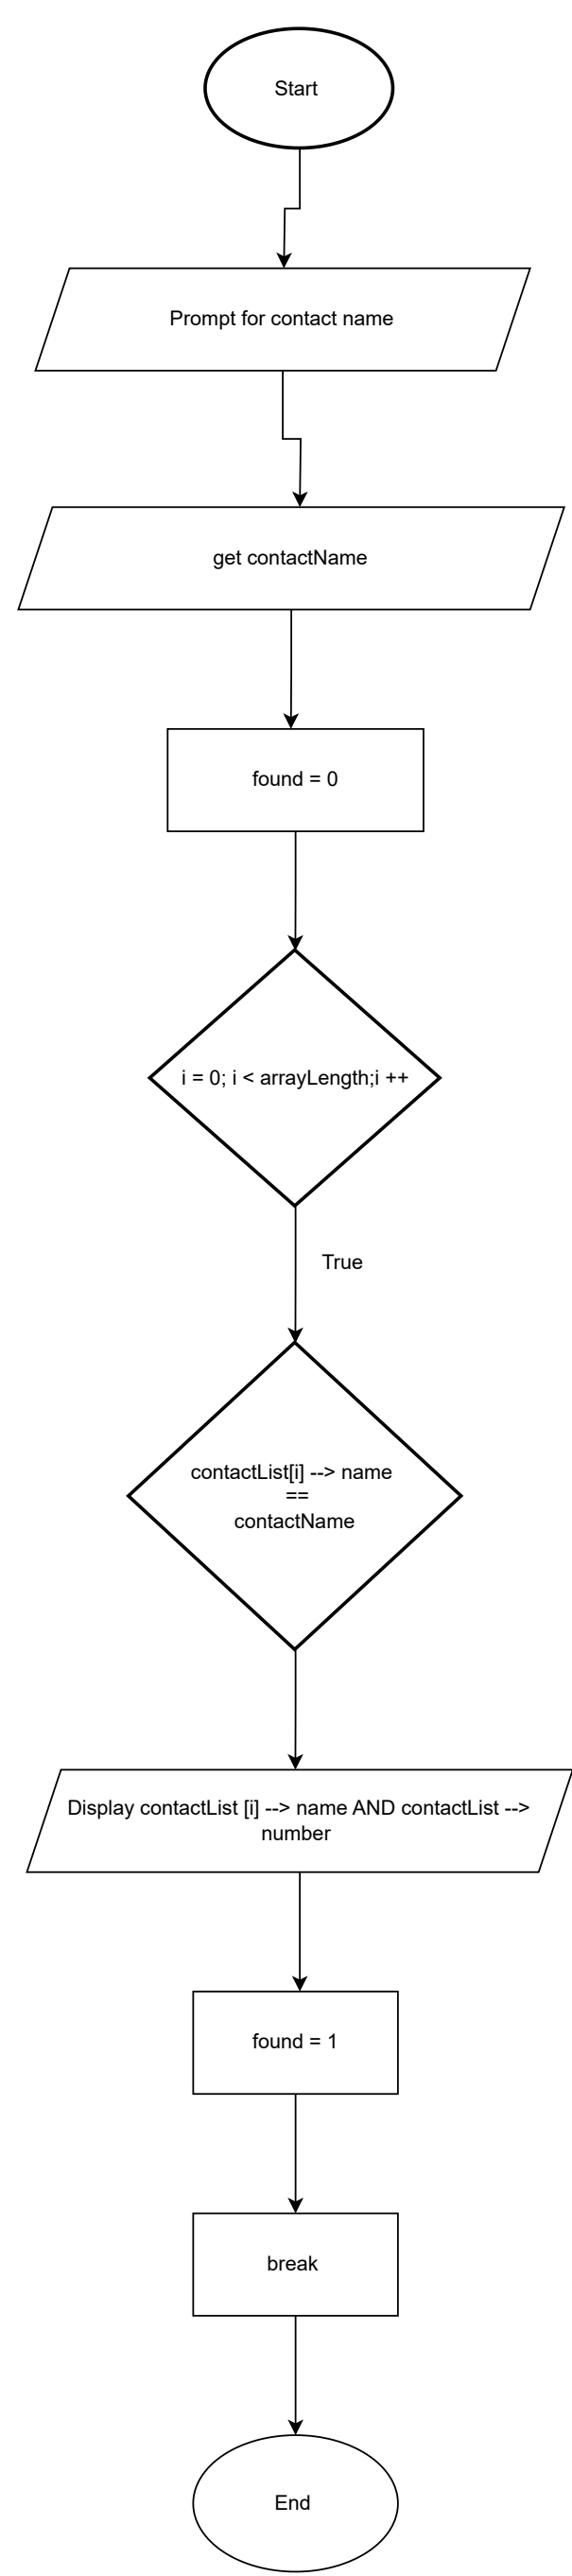 Start
Prompt for contact name
get contactName
found = 0
i = 0; i < arrayLength;i ++
True
contactList[i] --> name
==
contactName
Display contactList [i] --> name AND contactList -->
number
found = 1
break
End